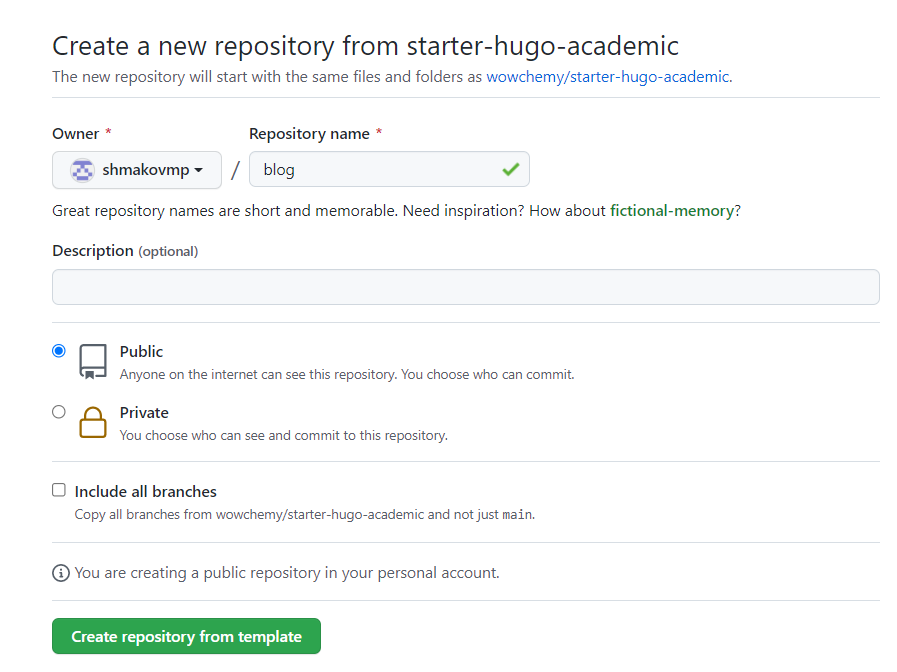 Create a new repository from starter-hugo-academic
The new repository will start with the same files and folders as wowchemy/starter-hugo-academic.
Owner * Repository name *
shmakovmp / blog
Great repository names are short and memorable. Need inspiration? How about fictional-memory?
Description (optional)
Public
Anyone on the internet can see this repository. You choose who can commit.
Private
You choose who can see and commit to this repository.
Include all branches
Copy all branches from wowchemy/starter-hugo-academic and not just main.
You are creating a public repository in your personal account.
Create repository from template